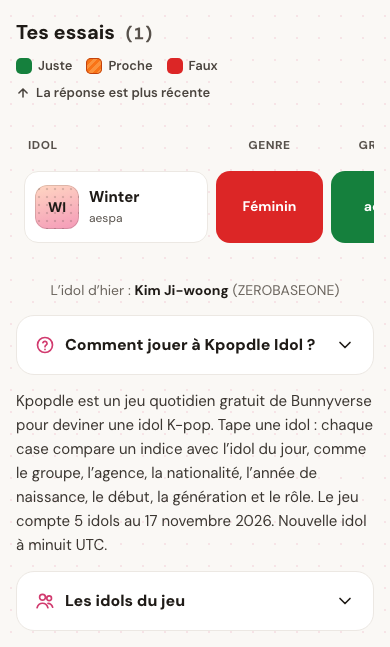 Tes essais (1)
Juste Proche Faux
↑ La réponse est plus récente
IDOL GENRE GR
WI Winter Féminin
aespa
L’idol d’hier : Kim Ji-woong (ZEROBASEONE)
Comment jouer à Kpopdle Idol ?
Kpopdle est un jeu quotidien gratuit de Bunnyverse
pour deviner une idol K-pop. Tape une idol : chaque
case compare un indice avec l’idol du jour, comme
le groupe, l’agence, la nationalité, l’année de
naissance, le début, la génération et le rôle. Le jeu
compte 5 idols au 17 novembre 2026. Nouvelle idol
à minuit UTC.
Les idols du jeu